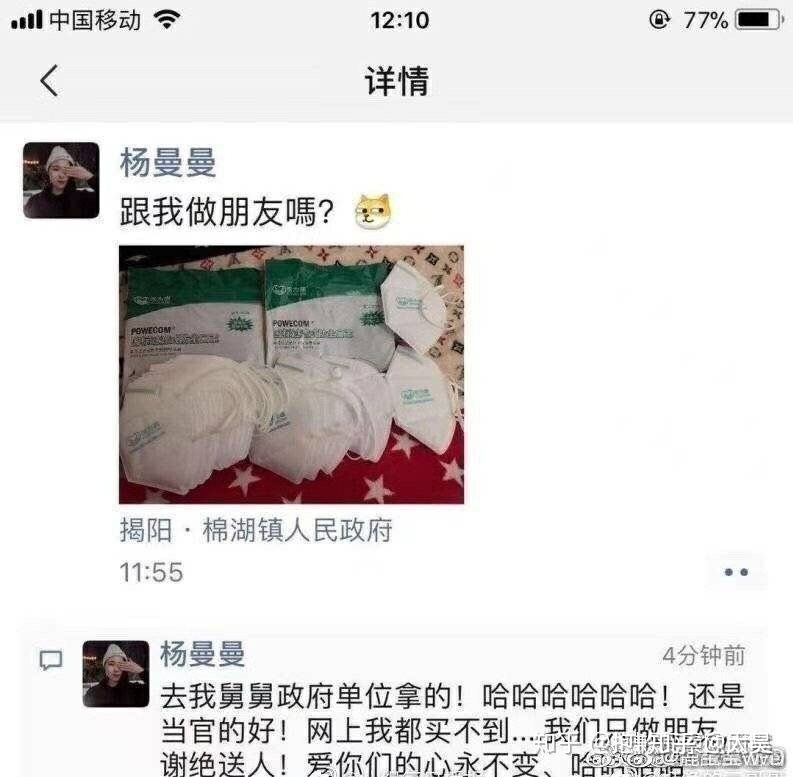 中国移动 12:10 77%
详情
杨曼曼
跟我做朋友嗎?
POWECOM
POWECOM
揭阳·棉湖镇人民政府
11:55
杨曼曼 4分钟前
去我舅舅政府单位拿的!哈哈哈哈哈哈!还是
当官的好!网上我都买不到....我们只做朋友
谢绝送人!爱你们的心永不变、哈哈
知乎